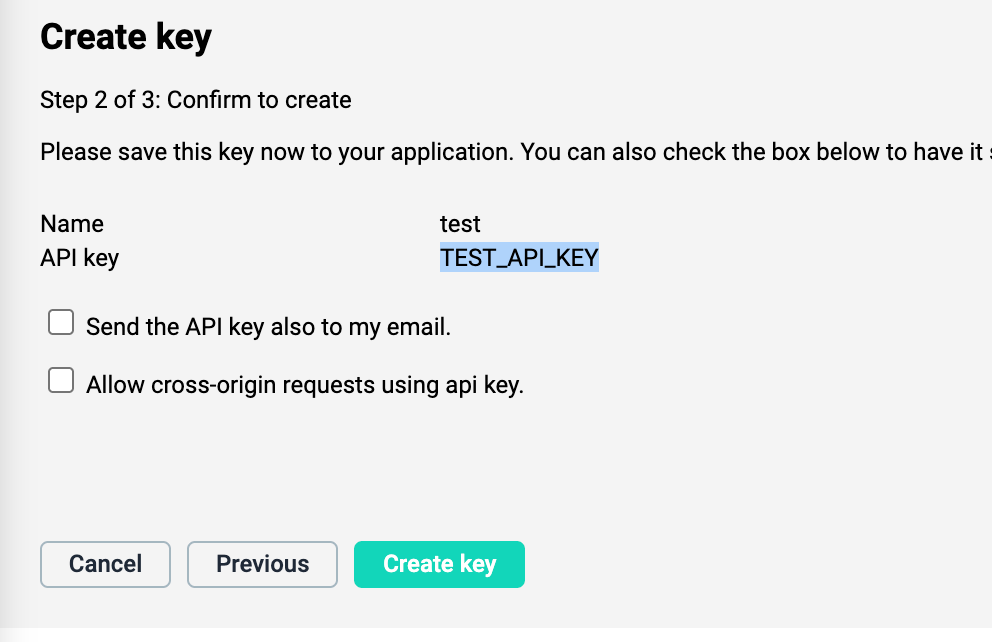 Create key
Step 2 of 3: Confirm to create
Please save this key now to your application. You can also check the box below to have it
Name test
API key TEST_API_KEY
Send the API key also to my email.
Allow cross-origin requests using api key.
Cancel Previous Create key